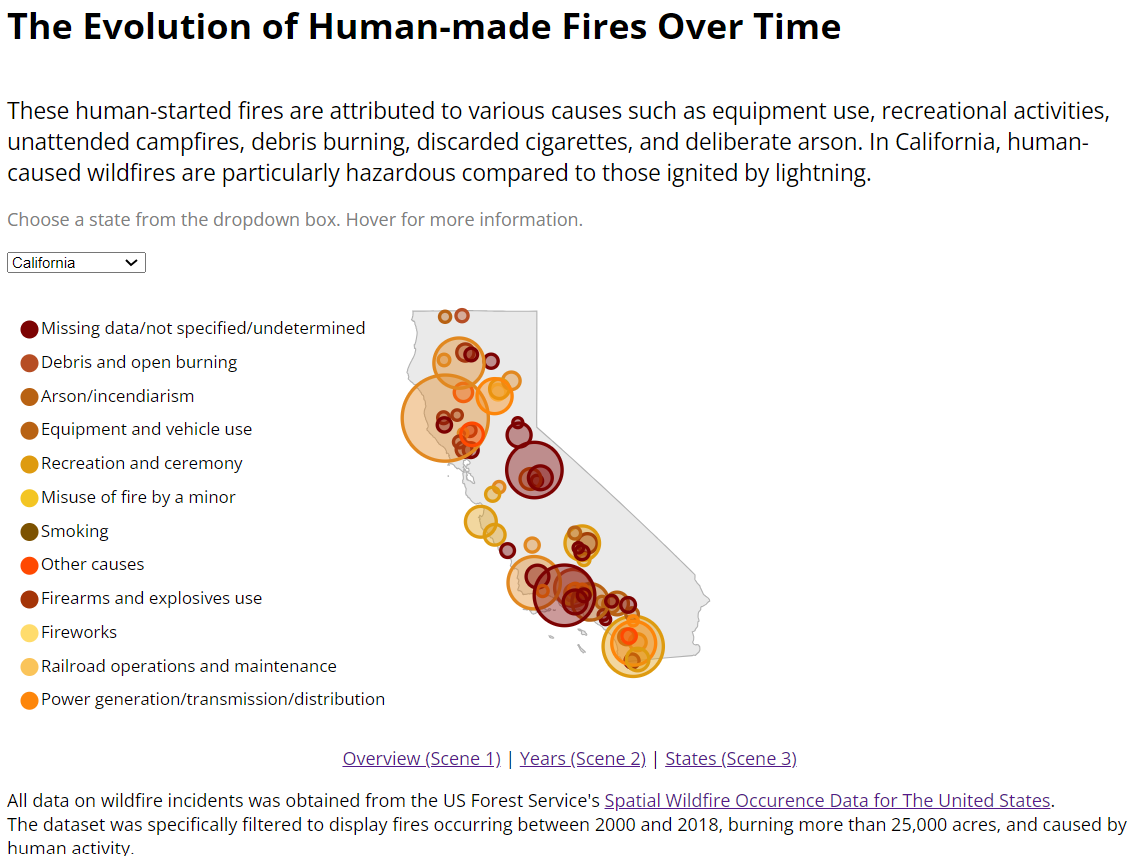 The Evolution of Human-made Fires Over Time
These human-started fires are attributed to various causes such as equipment use, recreational activities,
unattended campfires, debris burning, discarded cigarettes, and deliberate arson. In California, human-
caused wildfires are particularly hazardous compared to those ignited by lightning.
Choose a state from the dropdown box. Hover for more information.
California
Missing data/not specified/undetermined
Debris and open burning
Arson/incendiarism
Equipment and vehicle use
Recreation and ceremony
Misuse of fire by a minor
Smoking
Other causes
Firearms and explosives use
Fireworks
Railroad operations and maintenance
Power generation/transmission/distribution
Overview (Scene 1) | Years (Scene 2) | States (Scene 3)
All data on wildfire incidents was obtained from the US Forest Service's Spatial Wildfire Occurence Data for The United States.
The dataset was specifically filtered to display fires occurring between 2000 and 2018, burning more than 25,000 acres, and caused by
human activity.